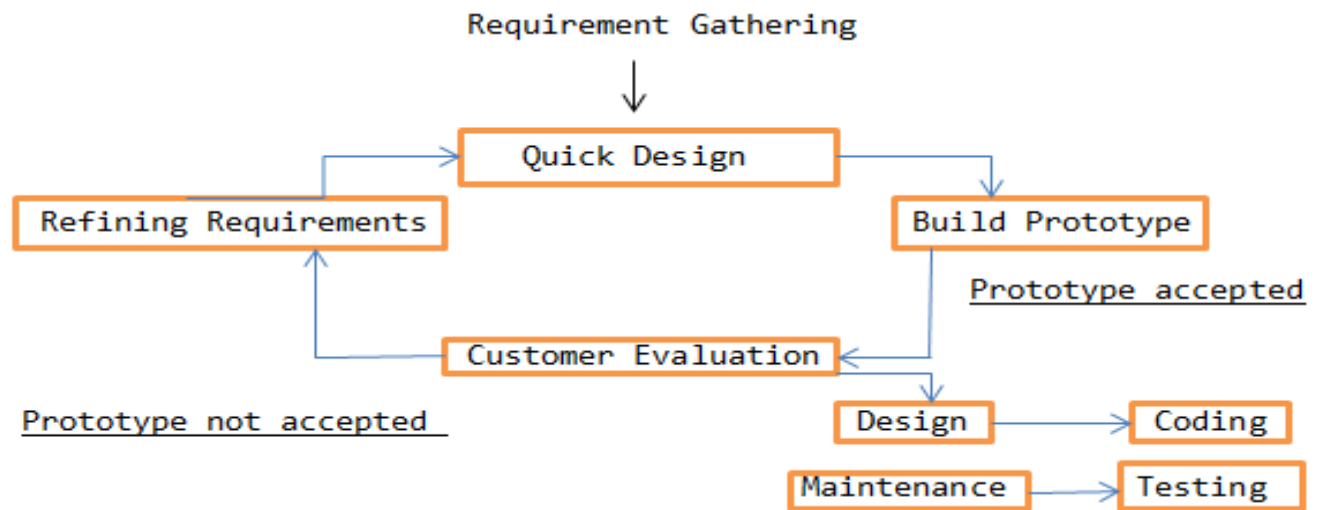 Requirement Gathering
Quick Design
Refining Requirements
Build Prototype
Prototype accepted
Customer Evaluation
Prototype not accepted
Design
Coding
Maintenance
Testing